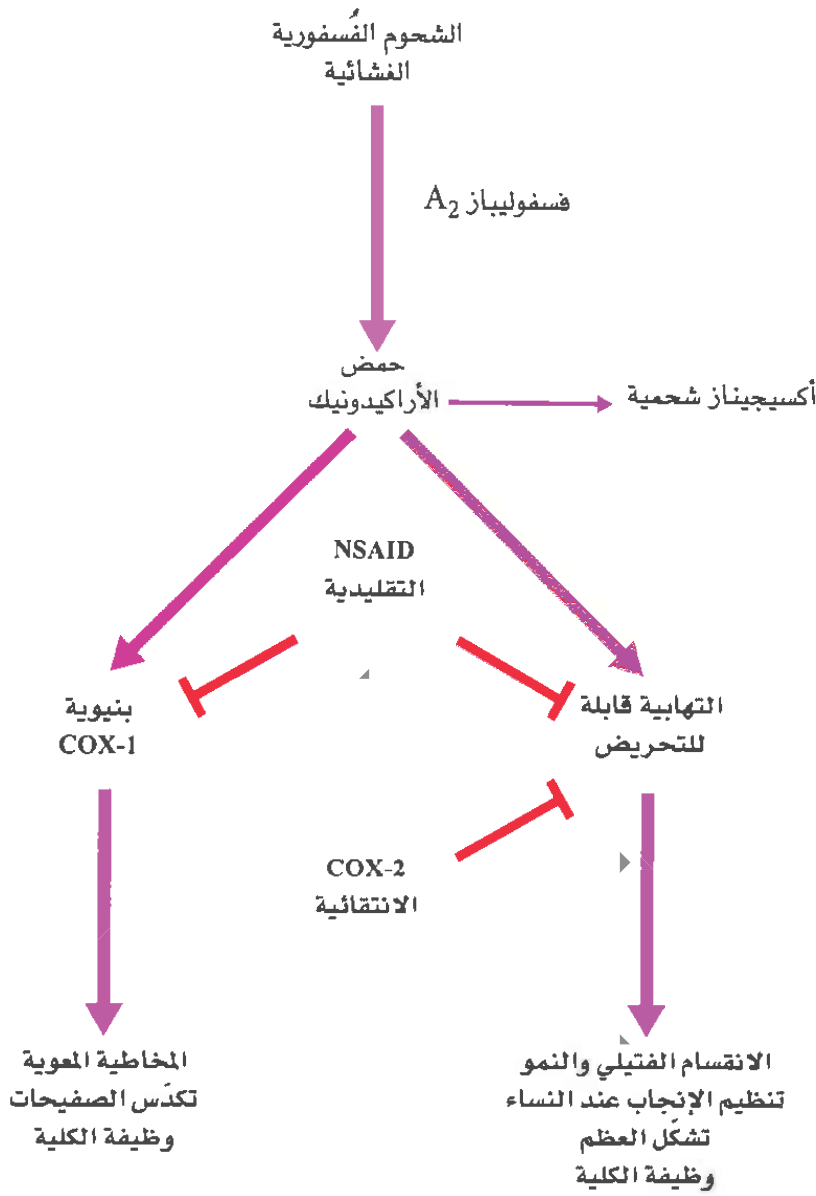 الشحوم الفُسفورية
الغشائية
فسفوليباز A2
حمض
الأراكيدونيك
أكسيجيناز شحمية
NSAID
التقليدية
بنيوية
COX-1
التهابية قابلة
للتحريض
COX-2
الانتقائية
المخاطية المعوية
تكدّس الصفيحات
وظيفة الكلية
الانقسام الفتيلي والنمو
تنظيم الإنجاب عند النساء
تشكّل العظم
وظيفة الكلية